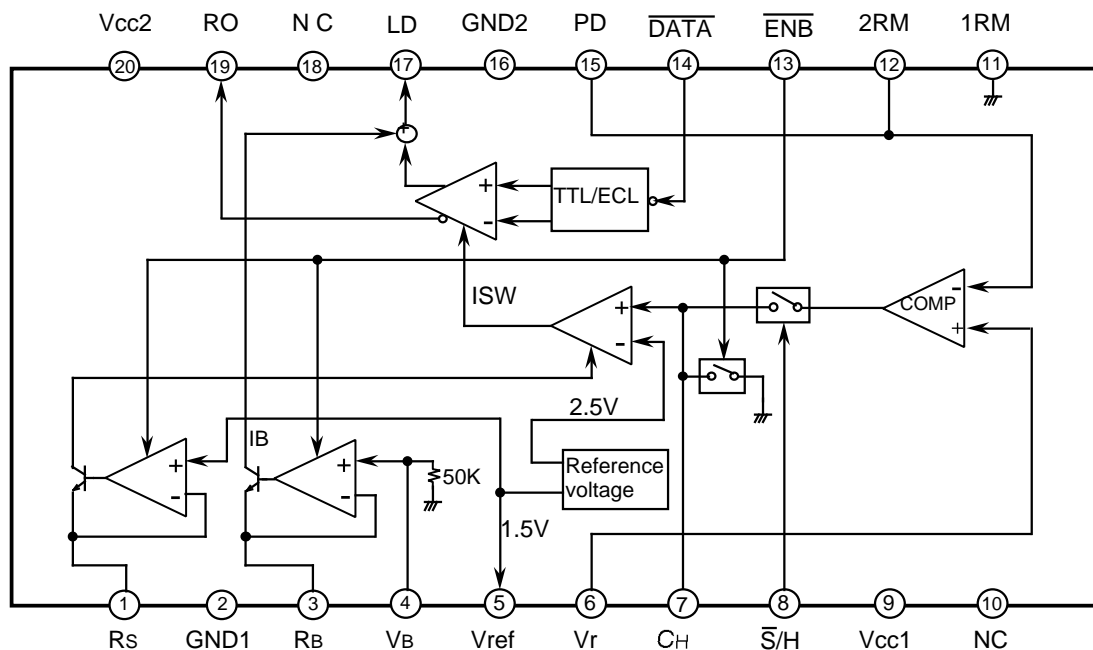 Vcc2 RO N C LD GND2 PD DATA ENB 2RM 1RM
20 19 18 17 16 15 14 13 12 11
+
+ TTL/ECL
-
ISW
+ - COMP
- +
2.5V
IB
+ + 50K Reference
- - voltage
1.5V
1 2 3 4 5 6 7 8 9 10
RS GND1 RB VB Vref Vr CH S/H Vcc1 NC